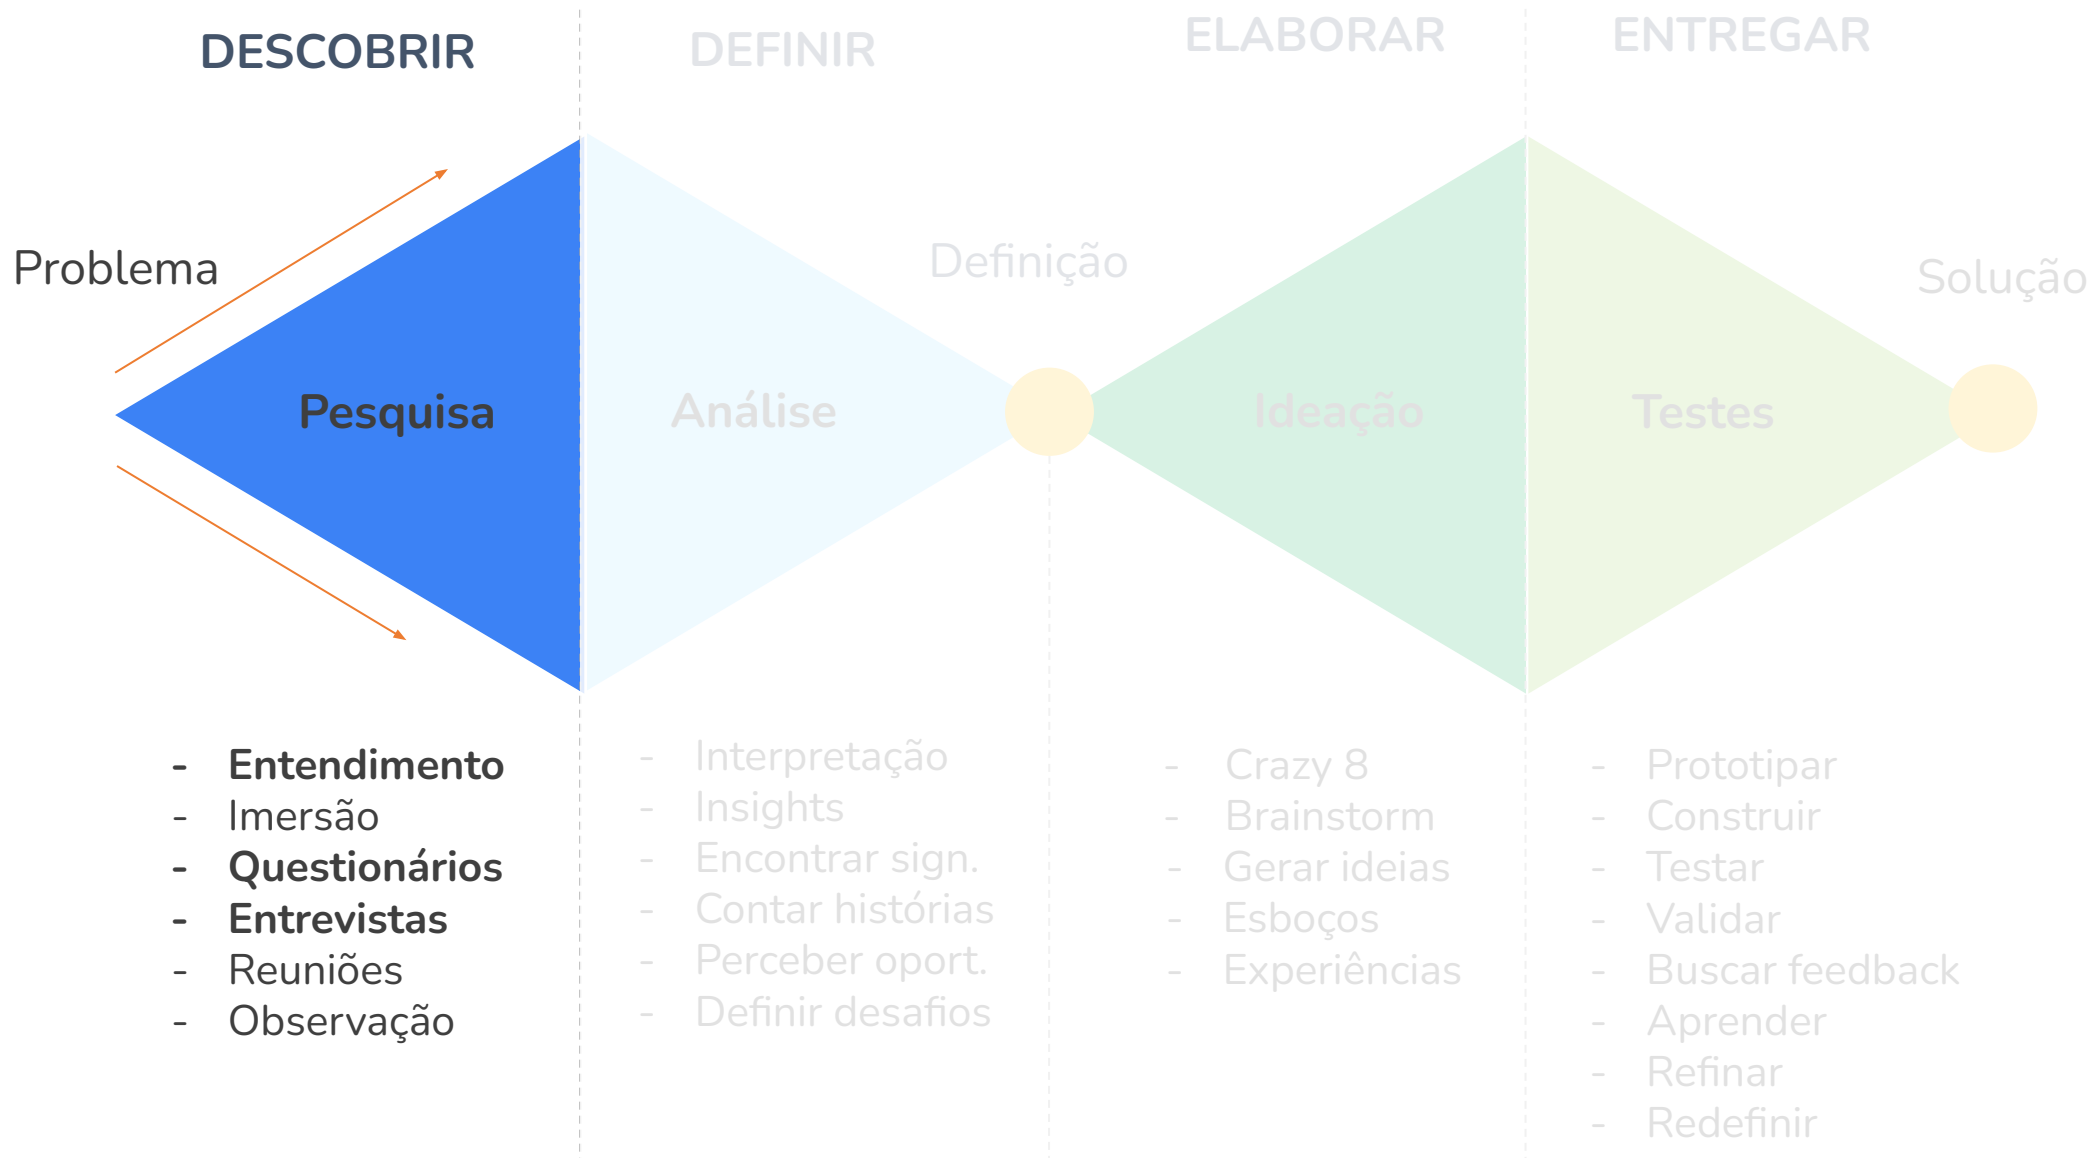 DESCOBRIR
DEFINIR
ELABORAR
ENTREGAR
Problema
Definição
Solução
Pesquisa
Análise
Ideação
Testes
- Entendimento
- Imersão
- Questionários
- Entrevistas
- Reuniões
- Observação
- Interpretação
- Insights
- Encontrar sign.
- Contar histórias
- Perceber oport.
- Definir desafios
- Crazy 8
- Brainstorm
- Gerar ideias
- Esboços
- Experiências
- Prototipar
- Construir
- Testar
- Validar
- Buscar feedback
- Aprender
- Refinar
- Redefinir